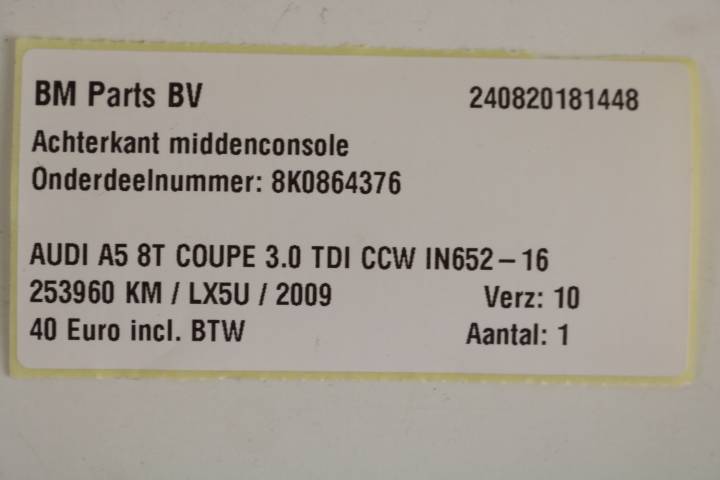 BM Parts BV 240820181448
Achterkant middenconsole
Onderdeelnummer: 8K0864376
AUDI A5 8T COUPE 3.0 TDI CCW IN652-16
253960 KM / LX5U / 2009 Verz: 10
40 Euro incl. BTW Aantal: 1